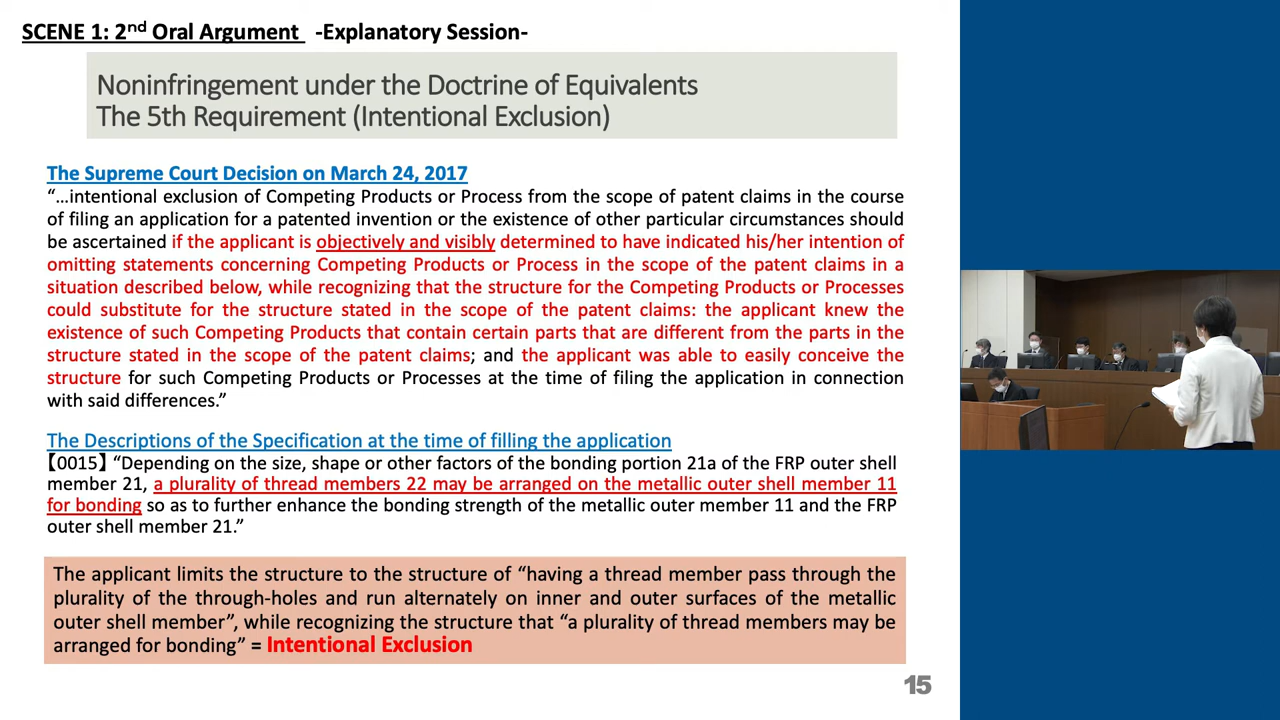 SCENE 1: 2nd Oral Argument -Explanatory Session-
Noninfringement under the Doctrine of Equivalents
The 5th Requirement (Intentional Exclusion)
The Supreme Court Decision on March 24, 2017
“…intentional exclusion of Competing Products or Process from the scope of patent claims in the course
of filing an application for a patented invention or the existence of other particular circumstances should
be ascertained if the applicant is objectively and visibly determined to have indicated his/her intention of
omitting statements concerning Competing Products or Process in the scope of the patent claims in a
situation described below, while recognizing that the structure for the Competing Products or Processes
could substitute for the structure stated in the scope of the patent claims: the applicant knew the
existence of such Competing Products that contain certain parts that are different from the parts in the
structure stated in the scope of the patent claims; and the applicant was able to easily conceive the
structure for such Competing Products or Processes at the time of filing the application in connection
with said differences.”
The Descriptions of the Specification at the time of filling the application
【0015】“Depending on the size, shape or other factors of the bonding portion 21a of the FRP outer shell
member 21, a plurality of thread members 22 may be arranged on the metallic outer shell member 11
for bonding so as to further enhance the bonding strength of the metallic outer member 11 and the FRP
outer shell member 21.”
The applicant limits the structure to the structure of “having a thread member pass through the
plurality of the through-holes and run alternately on inner and outer surfaces of the metallic
outer shell member”, while recognizing the structure that “a plurality of thread members may be
arranged for bonding” = Intentional Exclusion
15